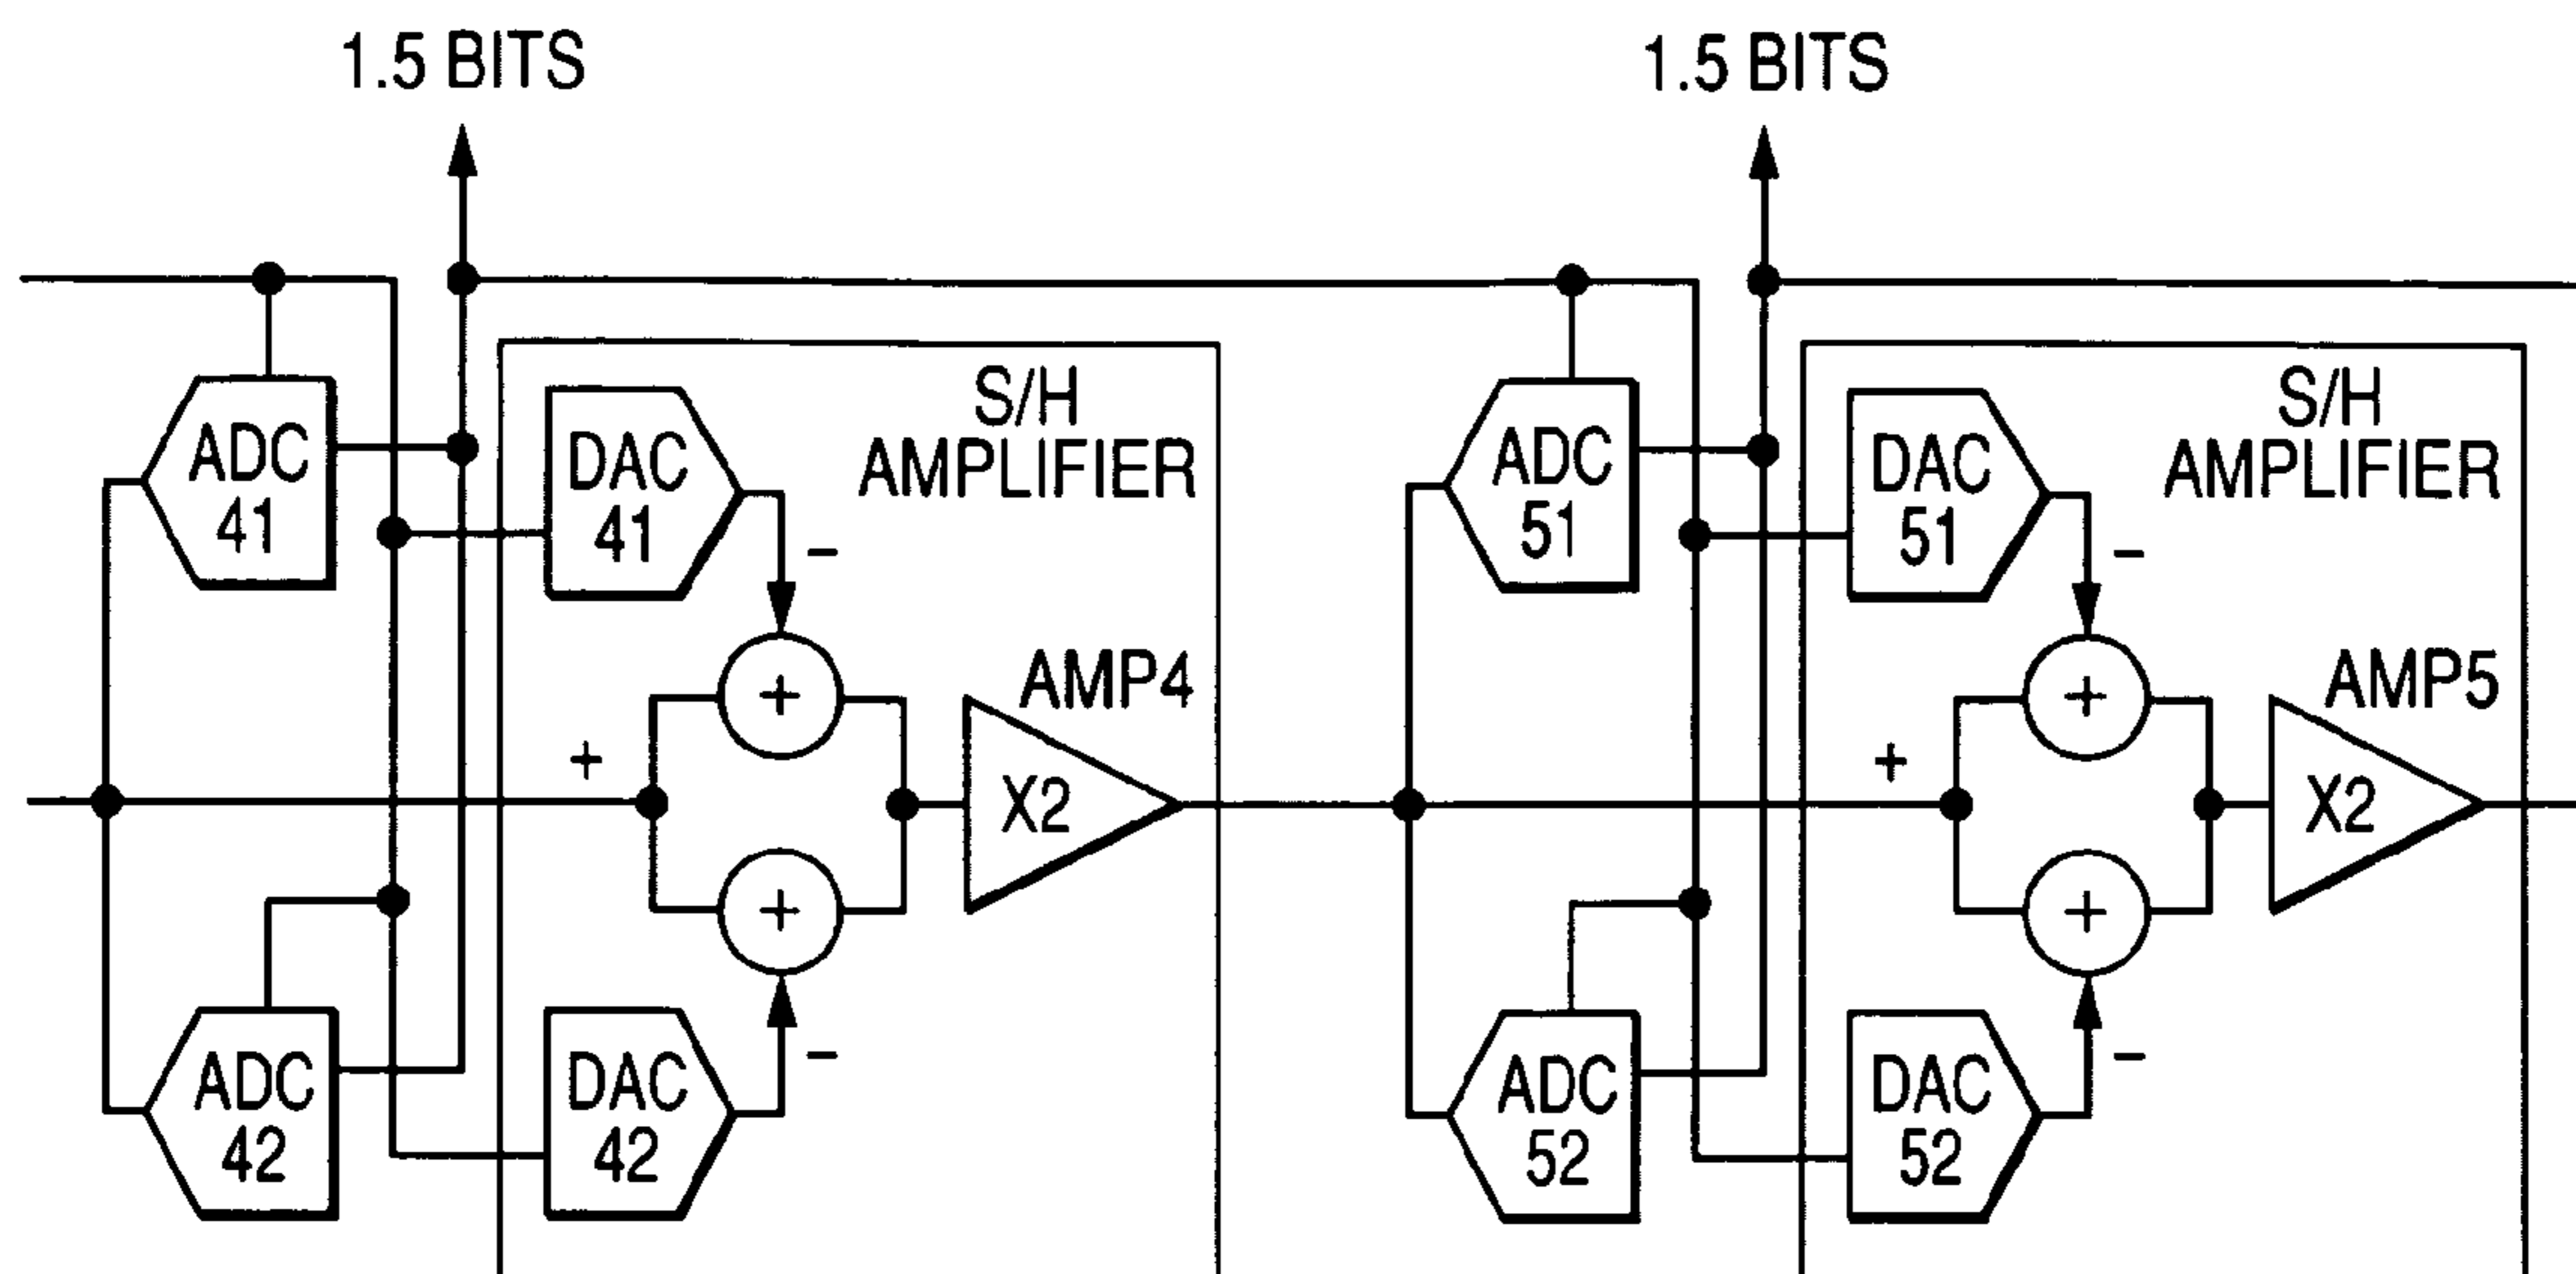 1.5 BITS
1.5 BITS
S/H
AMPLIFIER
S/H
AMPLIFIER
ADC
41
DAC
41
ADC
51
DAC
51
−
−
+
AMP4
+
AMP5
+
X2
+
X2
+
+
ADC
42
DAC
42
−
ADC
52
DAC
52
−